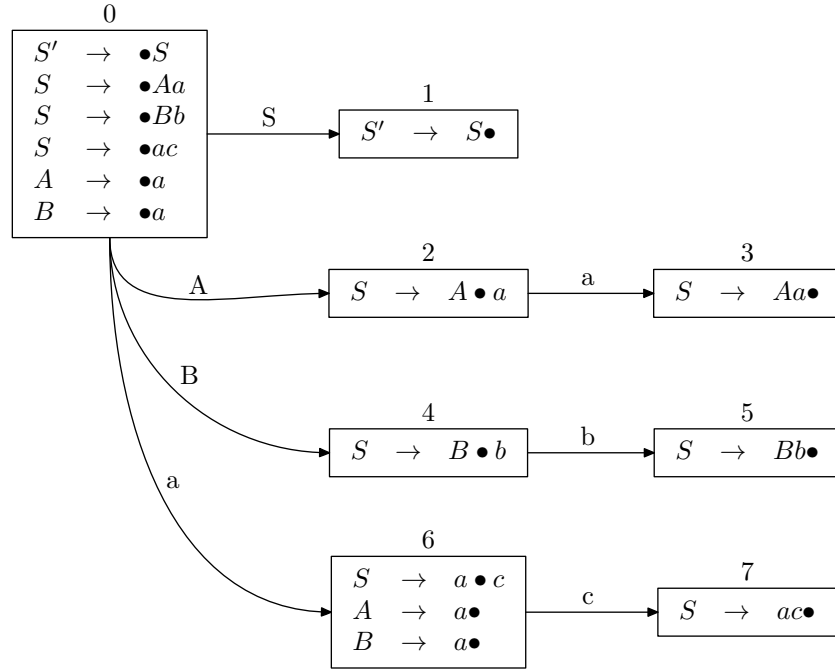 0
S′ → •S
S → •Aa
S → •Bb
S → •ac
A → •a
B → •a
S
1
S′ → S•
A
2
S → A • a
a
3
S → Aa•
B
4
S → B • b
b
5
S → Bb•
a
6
S → a • c
A → a•
B → a•
c
7
S → ac•